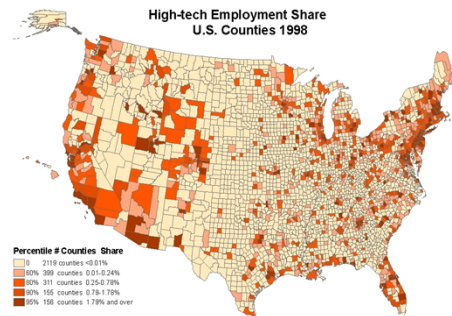 High-tech Employment Share
U.S. Counties 1998
Percentile # Counties Share
0 2119 counties <0.01%
60% 399 counties 0.01-0.24%
80% 311 counties 0.25-0.78%
90% 155 counties 0.79-1.78%
95% 158 counties 1.79% and over